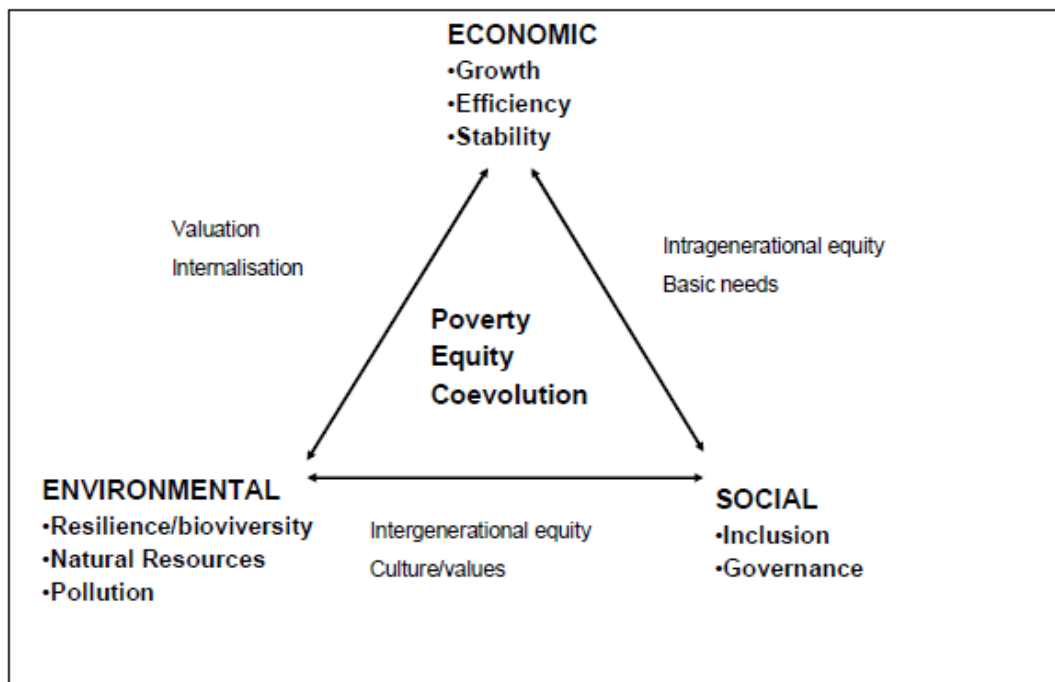 ECONOMIC
•Growth
•Efficiency
•Stability
Valuation
Internalisation
Intragenerational equity
Basic needs
Poverty
Equity
Coevolution
ENVIRONMENTAL
•Resilience/bioviversity
•Natural Resources
•Pollution
Intergenerational equity
Culture/values
SOCIAL
•Inclusion
•Governance